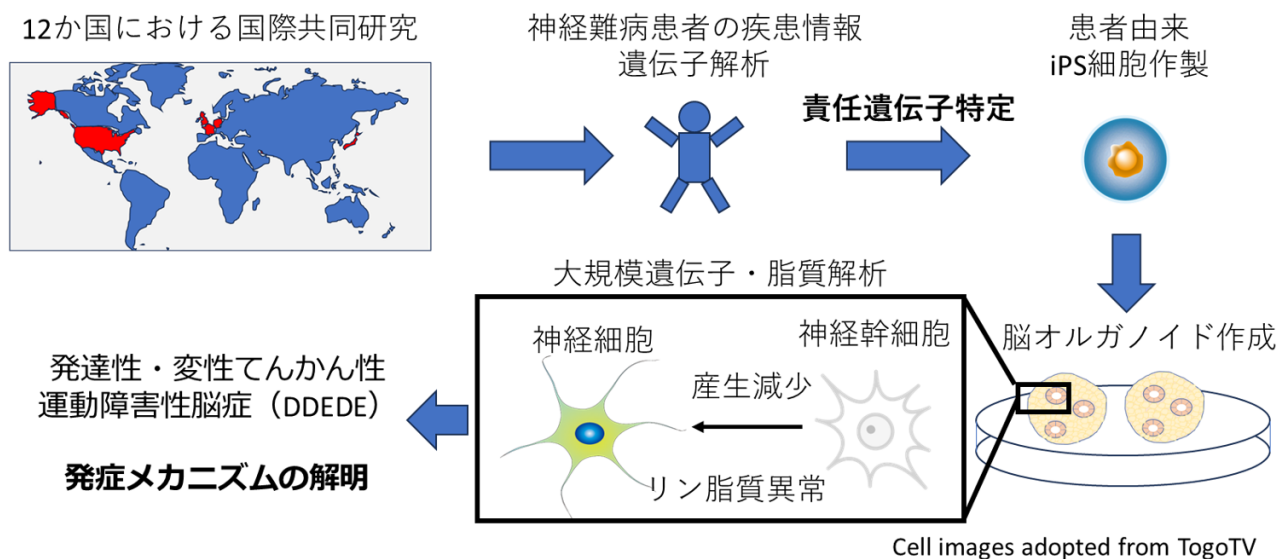 12か国における国際共同研究
神経難病患者の疾患情報
遺伝子解析
責任遺伝子特定
患者由来
iPS細胞作製
脳オルガノイド作成
大規模遺伝子・脂質解析
神経幹細胞
神経細胞
産生減少
リン脂質異常
発達性・変性てんかん性
運動障害性脳症（DDEDE）
発症メカニズムの解明
Cell images adopted from TogoTV